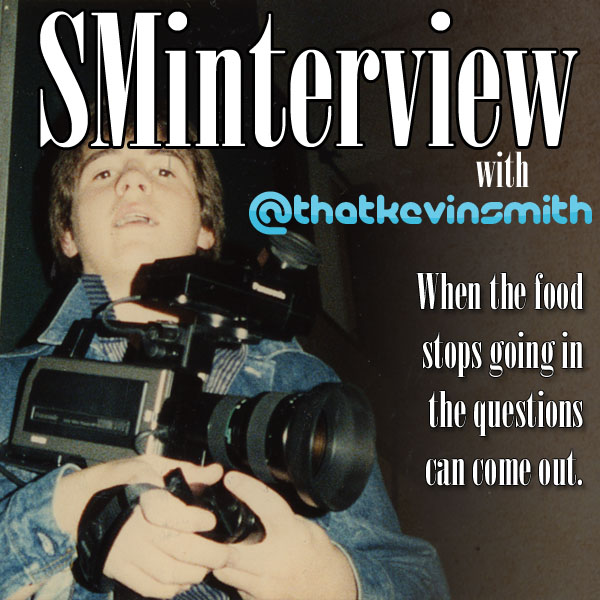 SMinterview
with
@thatkevinsmith
When the food
stops going in
the questions
can come out.